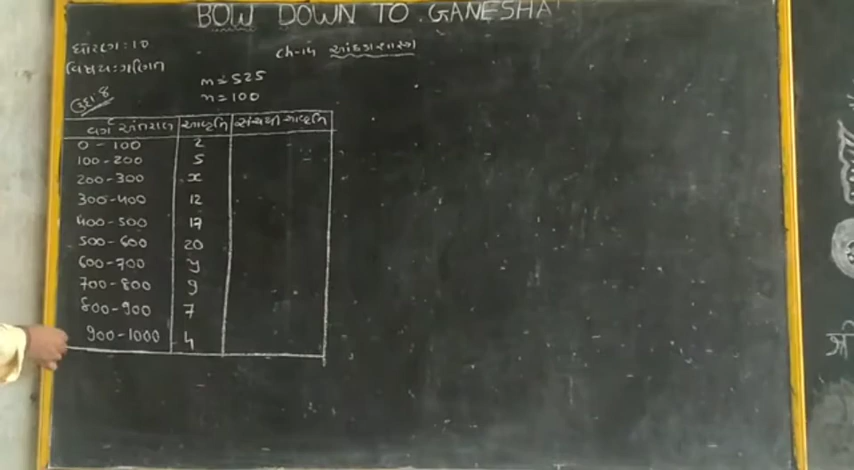 BOW DOWN TO GANESHA
ધોરણ : 10
વિષય : ગણિત
ch-14 આંકડાશાસ્ત્ર
m = 525
n = 100
ઉદા. 8
વર્ગ અંતરાલ આવૃત્તિ સંચયી આવૃત્તિ
0 - 100 2
100 - 200 5
200 - 300 x
300 - 400 12
400 - 500 17
500 - 600 20
600 - 700 y
700 - 800 9
800 - 900 7
900 - 1000 4